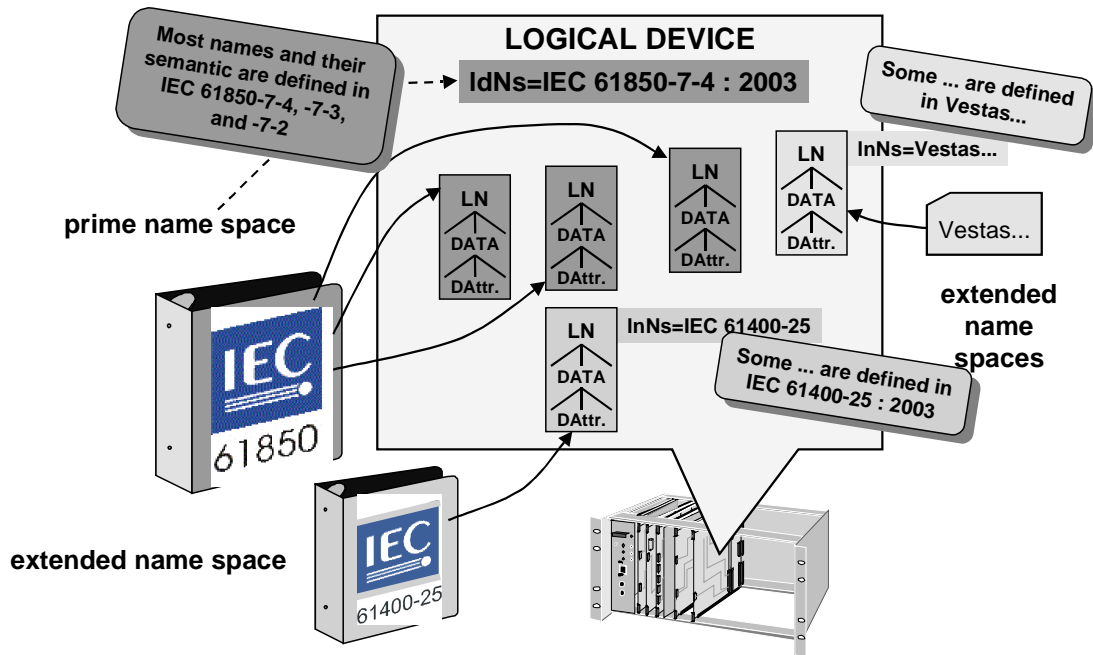 Most names and their
semantic are defined in
IEC 61850-7-4, -7-3,
and -7-2
LOGICAL DEVICE
ldNs=IEC 61850-7-4 : 2003
Some ... are defined
in Vestas...
prime name space
LN
DATA
DAttr.
LN
DATA
DAttr.
LN
DATA
DAttr.
LN
DATA
DAttr.
lnNs=Vestas...
Vestas...
extended
name
spaces
LN
DATA
DAttr.
lnNs=IEC 61400-25
Some ... are defined in
IEC 61400-25 : 2003
IEC
61850
extended name space
IEC
61400-25